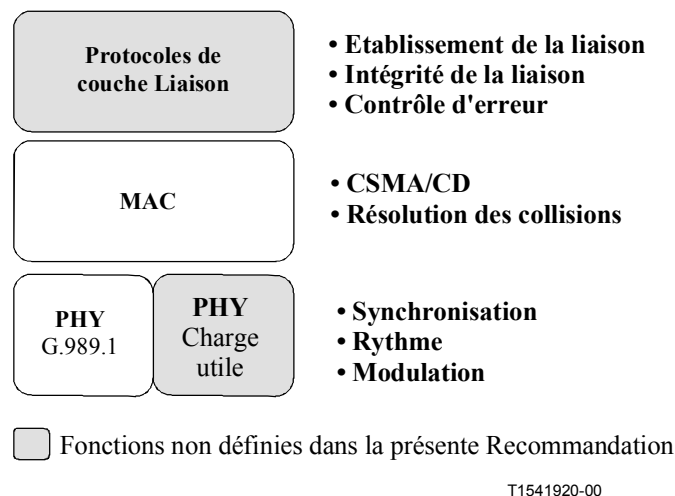 Protocoles de
couche Liaison
• Etablissement de la liaison
• Intégrité de la liaison
• Contrôle d'erreur
MAC
• CSMA/CD
• Résolution des collisions
PHY
G.989.1
PHY
Charge
utile
• Synchronisation
• Rythme
• Modulation
Fonctions non définies dans la présente Recommandation
T1541920-00